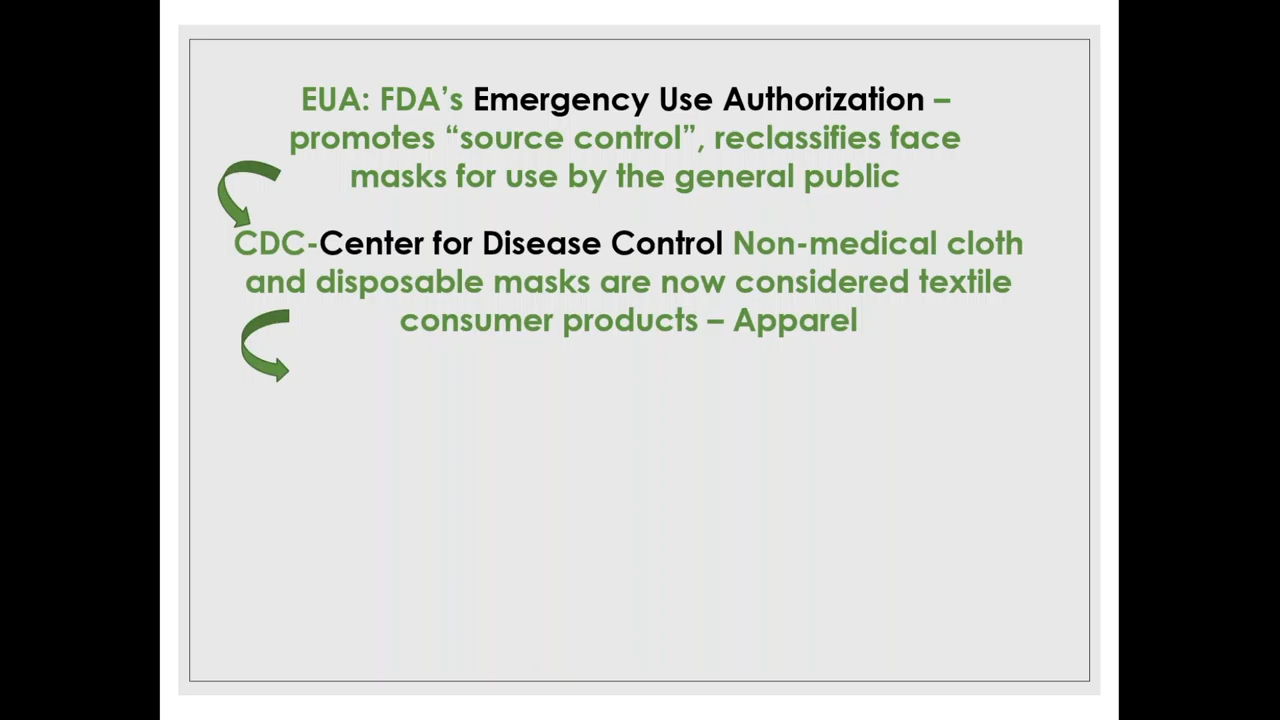 EUA: FDA’s Emergency Use Authorization –
promotes “source control”, reclassifies face
masks for use by the general public
CDC-Center for Disease Control Non-medical cloth
and disposable masks are now considered textile
consumer products – Apparel